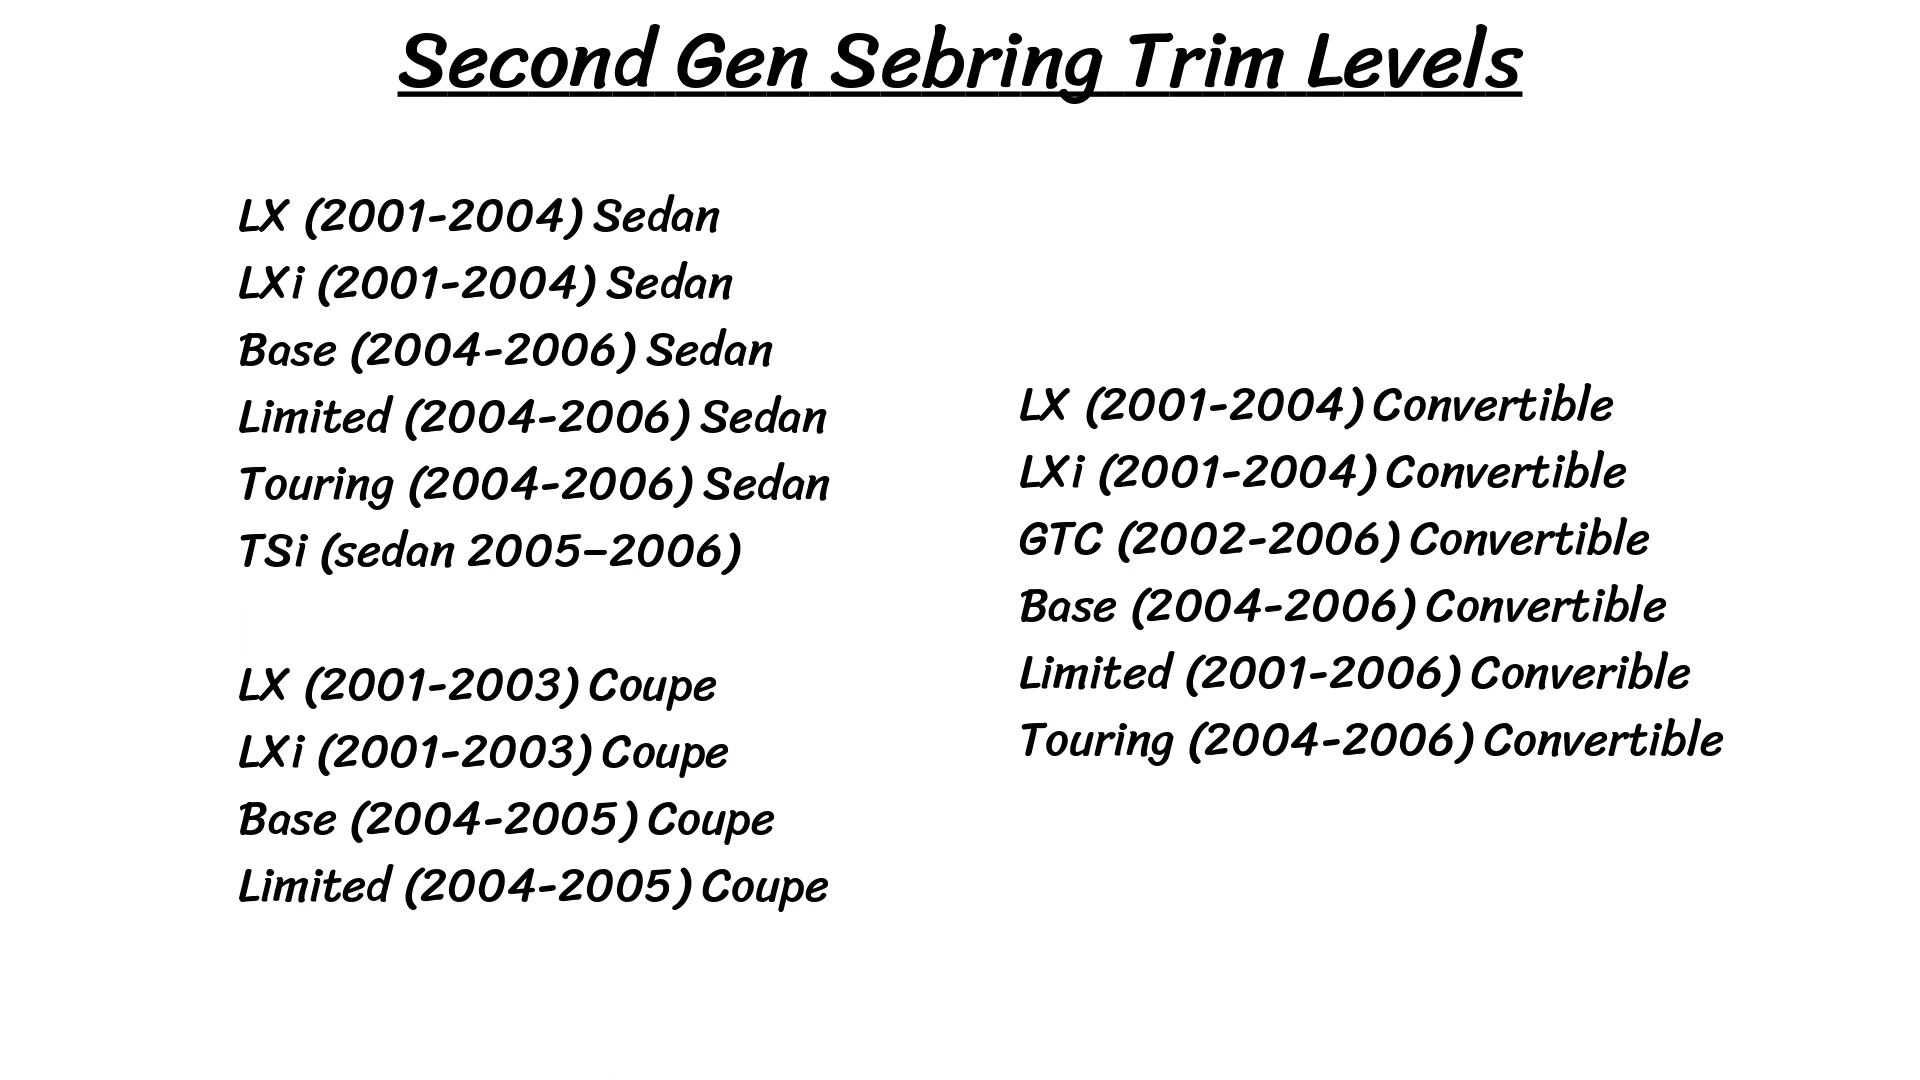 Second Gen Sebring Trim Levels
LX (2001-2004) Sedan
LXi (2001-2004) Sedan
Base (2004-2006) Sedan
Limited (2004-2006) Sedan
Touring (2004-2006) Sedan
TSi (sedan 2005–2006)
LX (2001-2003) Coupe
LXi (2001-2003) Coupe
Base (2004-2005) Coupe
Limited (2004-2005) Coupe
LX (2001-2004) Convertible
LXi (2001-2004) Convertible
GTC (2002-2006) Convertible
Base (2004-2006) Convertible
Limited (2001-2006) Converible
Touring (2004-2006) Convertible